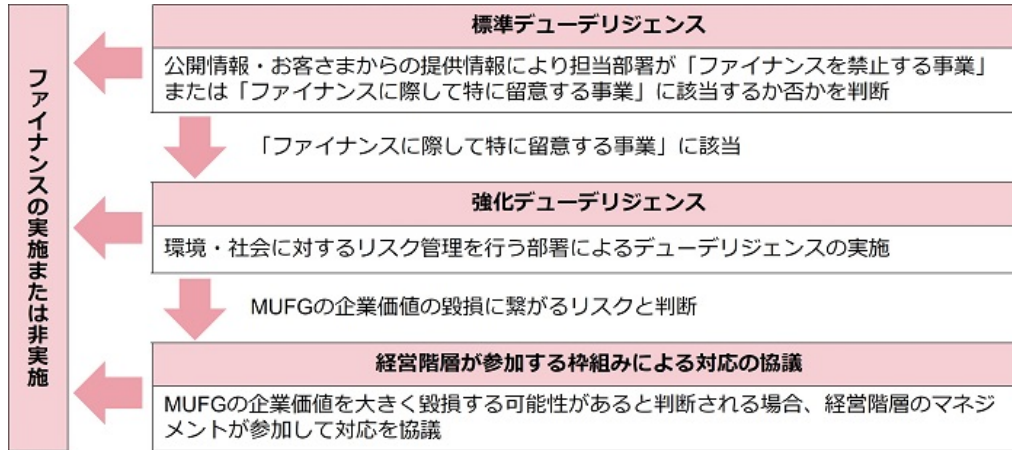 ファイナンスの実施または非実施
標準デューデリジェンス
公開情報・お客さまからの提供情報により担当部署が「ファイナンスを禁止する事業」
または「ファイナンスに際して特に留意する事業」に該当するか否かを判断
「ファイナンスに際して特に留意する事業」に該当
強化デューデリジェンス
環境・社会に対するリスク管理を行う部署によるデューデリジェンスの実施
MUFGの企業価値の毀損に繋がるリスクと判断
経営階層が参加する枠組みによる対応の協議
MUFGの企業価値を大きく毀損する可能性があると判断される場合、経営階層のマネジ
メントが参加して対応を協議